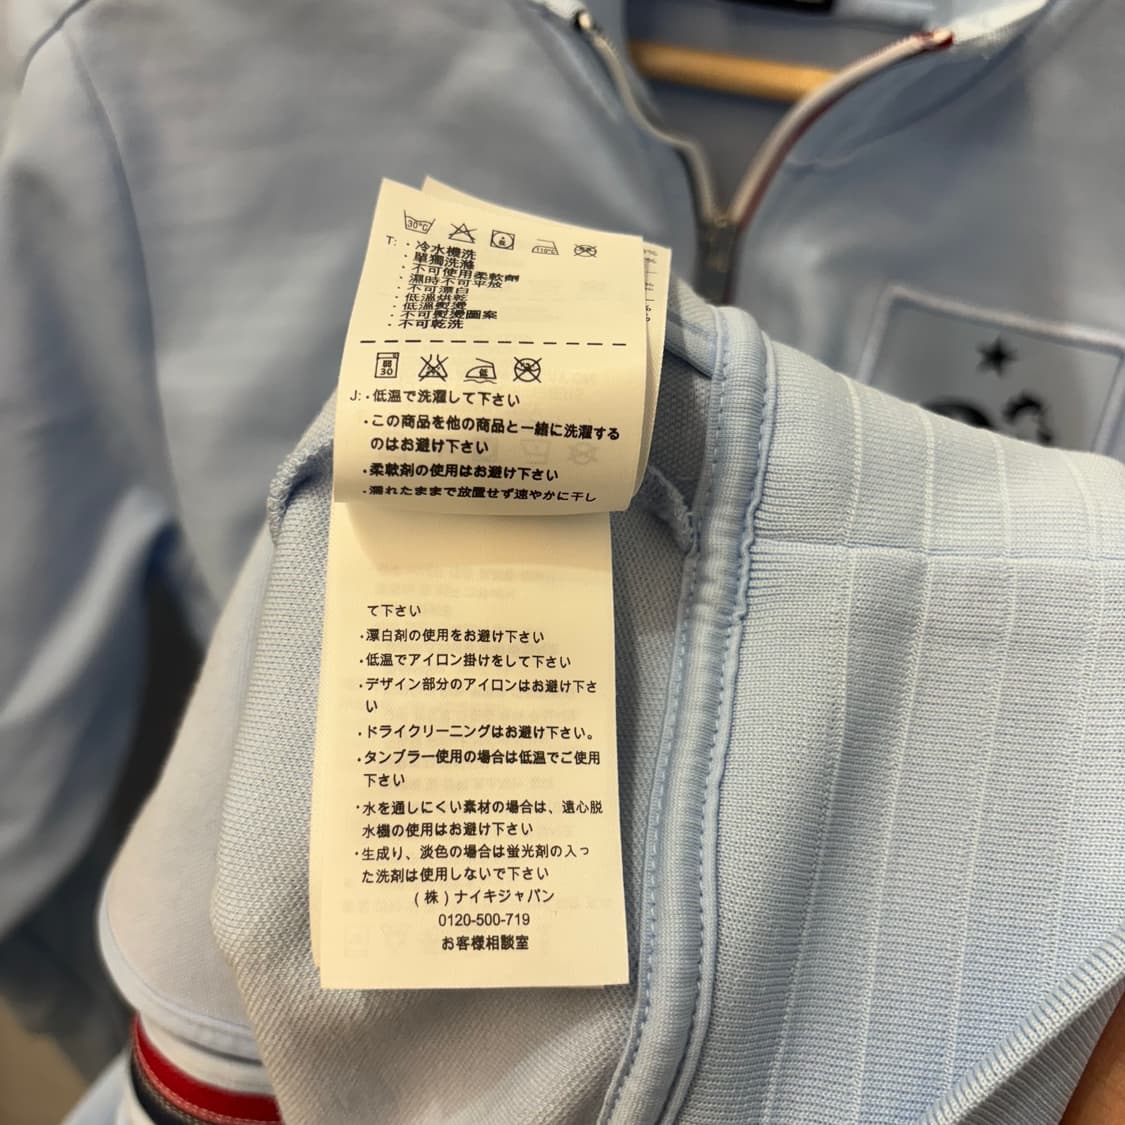 30°C 低 110°C
T: ·冷水機洗
·單獨洗滌
·不可使用柔軟劑
·濕時不可平放
·不可漂白
·低溫烘乾
·低溫熨燙
·不可熨燙圖案
·不可乾洗
弱 30 低
J: ·低温で洗濯して下さい
·この商品を他の商品と一緒に洗濯する
のはお避け下さい
·柔軟剤の使用はお避け下さい
·濡れたままで放置せず速やかに干し
て下さい
·漂白剤の使用をお避け下さい
·低温でアイロン掛けをして下さい
·デザイン部分のアイロンはお避け下さ
い
·ドライクリーニングはお避け下さい。
·タンブラー使用の場合は低温でご使用
下さい
·水を通しにくい素材の場合は、遠心脱
水機の使用はお避け下さい
·生成り、淡色の場合は蛍光剤の入っ
た洗剤は使用しないで下さい
(株)ナイキジャパン
0120-500-719
お客様相談室